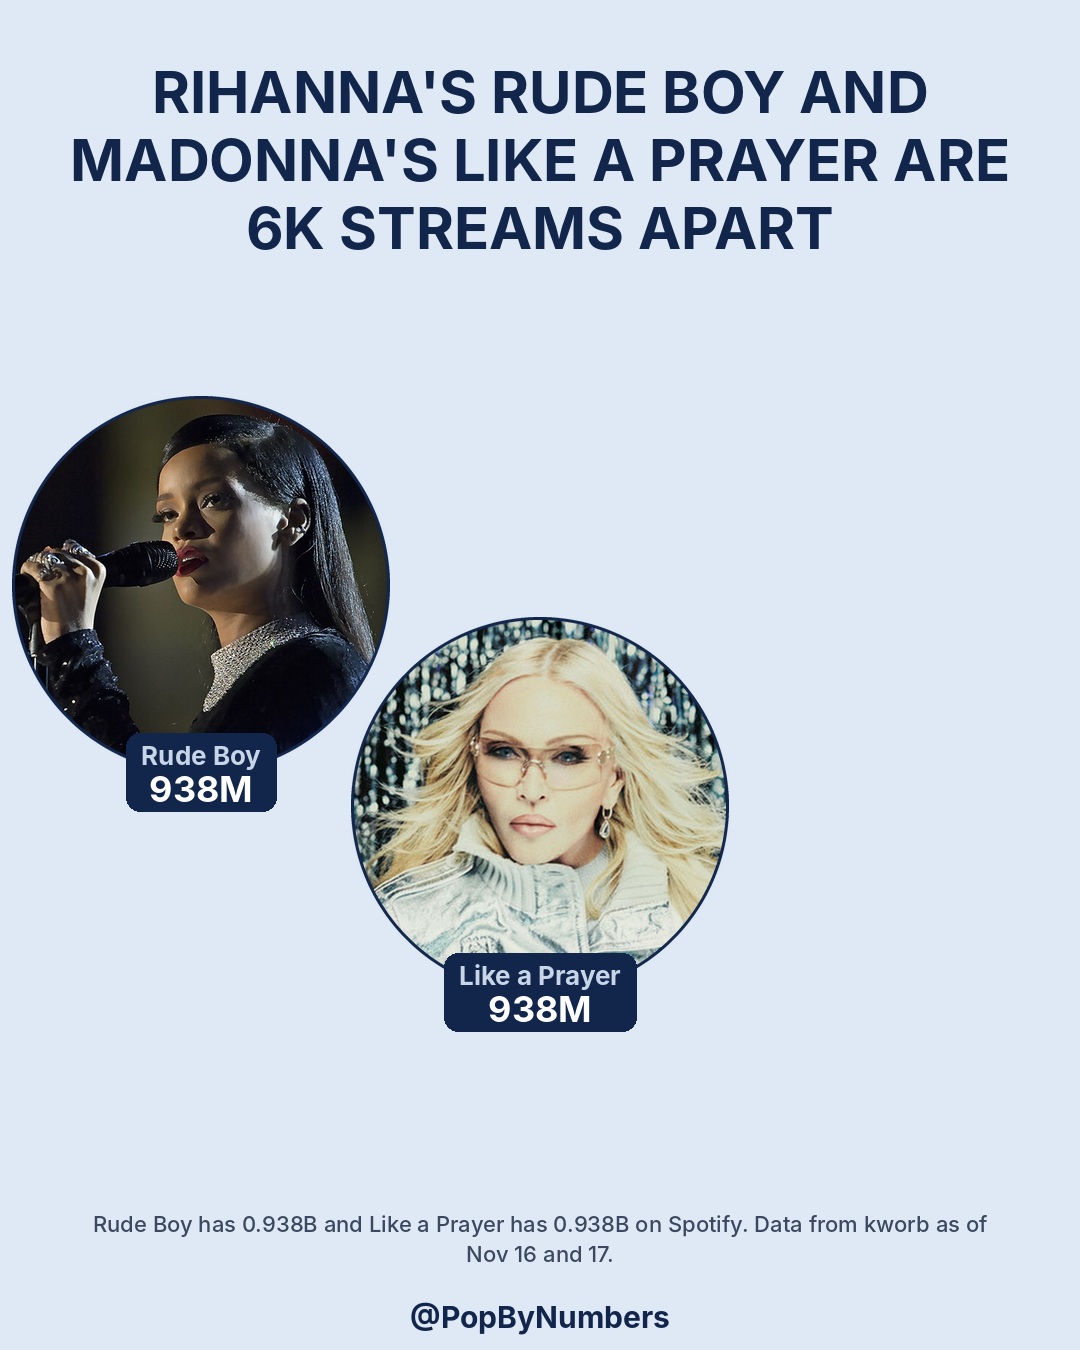 RIHANNA'S RUDE BOY AND
MADONNA'S LIKE A PRAYER ARE
6K STREAMS APART
Rude Boy
938M
Like a Prayer
938M
Rude Boy has 0.938B and Like a Prayer has 0.938B on Spotify. Data from kworb as of
Nov 16 and 17.
@PopByNumbers